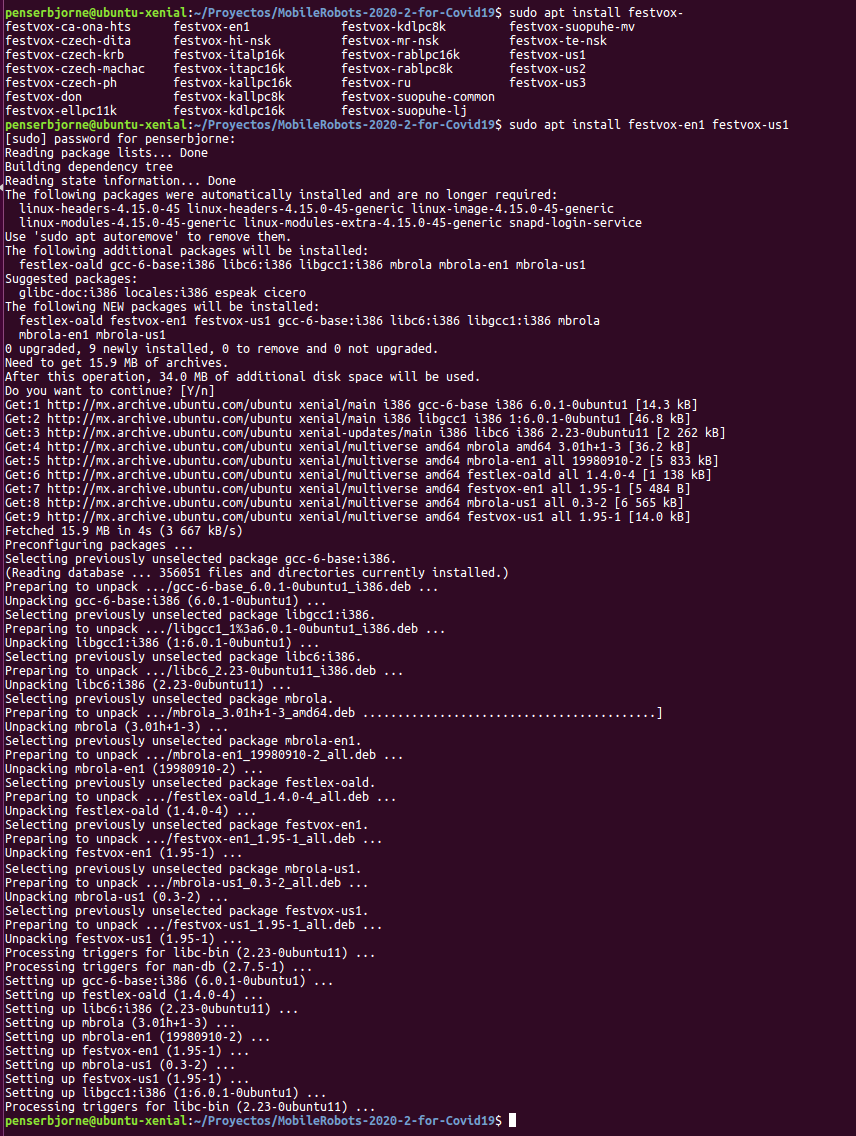 penserbjorne@ubuntu-xenial:~/Proyectos/MobileRobots-2020-2-for-Covid19$ sudo apt install festvox-
festvox-ca-ona-hts festvox-en1 festvox-kdlpc8k festvox-suopuhe-mv
festvox-czech-dita festvox-hi-nsk festvox-mr-nsk festvox-te-nsk
festvox-czech-krb festvox-italp16k festvox-rablpc16k festvox-us1
festvox-czech-machac festvox-itapc16k festvox-rablpc8k festvox-us2
festvox-czech-ph festvox-kallpc16k festvox-ru festvox-us3
festvox-don festvox-kallpc8k festvox-suopuhe-common
festvox-ellpc11k festvox-kdlpc16k festvox-suopuhe-lj
penserbjorne@ubuntu-xenial:~/Proyectos/MobileRobots-2020-2-for-Covid19$ sudo apt install festvox-en1 festvox-us1
[sudo] password for penserbjorne:
Reading package lists... Done
Building dependency tree
Reading state information... Done
The following packages were automatically installed and are no longer required:
linux-headers-4.15.0-45 linux-headers-4.15.0-45-generic linux-image-4.15.0-45-generic
linux-modules-4.15.0-45-generic linux-modules-extra-4.15.0-45-generic snapd-login-service
Use 'sudo apt autoremove' to remove them.
The following additional packages will be installed:
festlex-oald gcc-6-base:i386 libc6:i386 libgcc1:i386 mbrola mbrola-en1 mbrola-us1
Suggested packages:
glibc-doc:i386 locales:i386 espeak cicero
The following NEW packages will be installed:
festlex-oald festvox-en1 festvox-us1 gcc-6-base:i386 libc6:i386 libgcc1:i386 mbrola
mbrola-en1 mbrola-us1
0 upgraded, 9 newly installed, 0 to remove and 0 not upgraded.
Need to get 15.9 MB of archives.
After this operation, 34.0 MB of additional disk space will be used.
Do you want to continue? [Y/n]
Get:1 http://mx.archive.ubuntu.com/ubuntu xenial/main i386 gcc-6-base i386 6.0.1-0ubuntu1 [14.3 kB]
Get:2 http://mx.archive.ubuntu.com/ubuntu xenial/main i386 libgcc1 i386 1:6.0.1-0ubuntu1 [46.8 kB]
Get:3 http://mx.archive.ubuntu.com/ubuntu xenial-updates/main i386 libc6 i386 2.23-0ubuntu11 [2 262 kB]
Get:4 http://mx.archive.ubuntu.com/ubuntu xenial/multiverse amd64 mbrola amd64 3.01h+1-3 [36.2 kB]
Get:5 http://mx.archive.ubuntu.com/ubuntu xenial/multiverse amd64 mbrola-en1 all 19980910-2 [5 833 kB]
Get:6 http://mx.archive.ubuntu.com/ubuntu xenial/multiverse amd64 festlex-oald all 1.4.0-4 [1 138 kB]
Get:7 http://mx.archive.ubuntu.com/ubuntu xenial/multiverse amd64 festvox-en1 all 1.95-1 [5 484 B]
Get:8 http://mx.archive.ubuntu.com/ubuntu xenial/multiverse amd64 mbrola-us1 all 0.3-2 [6 565 kB]
Get:9 http://mx.archive.ubuntu.com/ubuntu xenial/multiverse amd64 festvox-us1 all 1.95-1 [14.0 kB]
Fetched 15.9 MB in 4s (3 667 kB/s)
Preconfiguring packages ...
Selecting previously unselected package gcc-6-base:i386.
(Reading database ... 356051 files and directories currently installed.)
Preparing to unpack .../gcc-6-base_6.0.1-0ubuntu1_i386.deb ...
Unpacking gcc-6-base:i386 (6.0.1-0ubuntu1) ...
Selecting previously unselected package libgcc1:i386.
Preparing to unpack .../libgcc1_1%3a6.0.1-0ubuntu1_i386.deb ...
Unpacking libgcc1:i386 (1:6.0.1-0ubuntu1) ...
Selecting previously unselected package libc6:i386.
Preparing to unpack .../libc6_2.23-0ubuntu11_i386.deb ...
Unpacking libc6:i386 (2.23-0ubuntu11) ...
Selecting previously unselected package mbrola.
Preparing to unpack .../mbrola_3.01h+1-3_amd64.deb ..........................................]
Unpacking mbrola (3.01h+1-3) ...
Selecting previously unselected package mbrola-en1.
Preparing to unpack .../mbrola-en1_19980910-2_all.deb ...
Unpacking mbrola-en1 (19980910-2) ...
Selecting previously unselected package festlex-oald.
Preparing to unpack .../festlex-oald_1.4.0-4_all.deb ...
Unpacking festlex-oald (1.4.0-4) ...
Selecting previously unselected package festvox-en1.
Preparing to unpack .../festvox-en1_1.95-1_all.deb ...
Unpacking festvox-en1 (1.95-1) ...
Selecting previously unselected package mbrola-us1.
Preparing to unpack .../mbrola-us1_0.3-2_all.deb ...
Unpacking mbrola-us1 (0.3-2) ...
Selecting previously unselected package festvox-us1.
Preparing to unpack .../festvox-us1_1.95-1_all.deb ...
Unpacking festvox-us1 (1.95-1) ...
Processing triggers for libc-bin (2.23-0ubuntu11) ...
Processing triggers for man-db (2.7.5-1) ...
Setting up gcc-6-base:i386 (6.0.1-0ubuntu1) ...
Setting up festlex-oald (1.4.0-4) ...
Setting up libc6:i386 (2.23-0ubuntu11) ...
Setting up mbrola (3.01h+1-3) ...
Setting up mbrola-en1 (19980910-2) ...
Setting up festvox-en1 (1.95-1) ...
Setting up mbrola-us1 (0.3-2) ...
Setting up festvox-us1 (1.95-1) ...
Setting up libgcc1:i386 (1:6.0.1-0ubuntu1) ...
Processing triggers for libc-bin (2.23-0ubuntu11) ...
penserbjorne@ubuntu-xenial:~/Proyectos/MobileRobots-2020-2-for-Covid19$